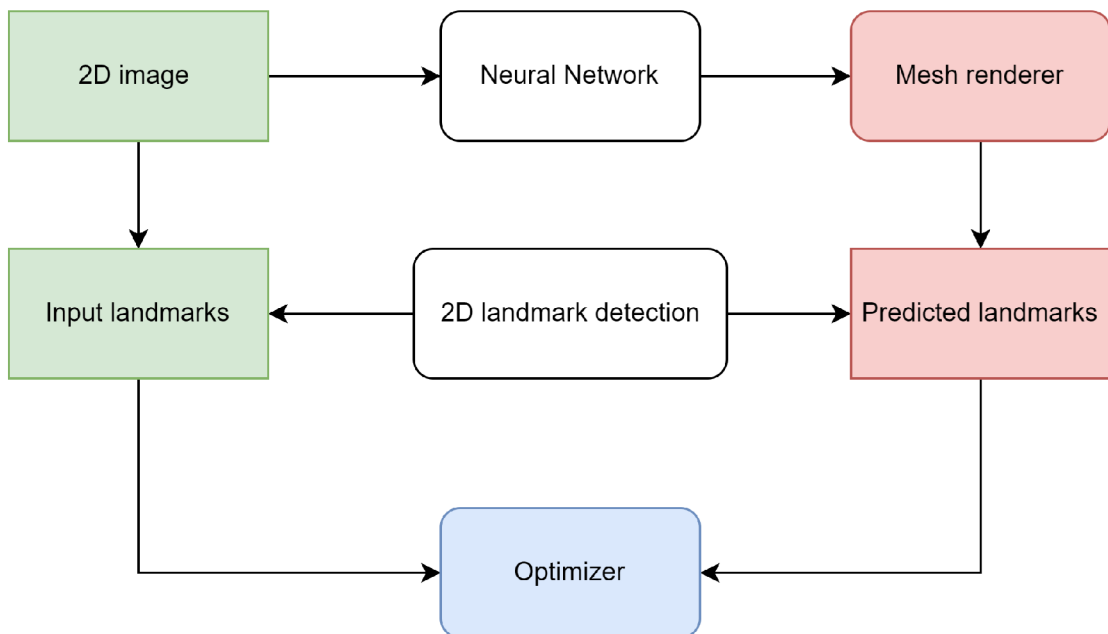 2D image
Neural Network
Mesh renderer
Input landmarks
2D landmark detection
Predicted landmarks
Optimizer